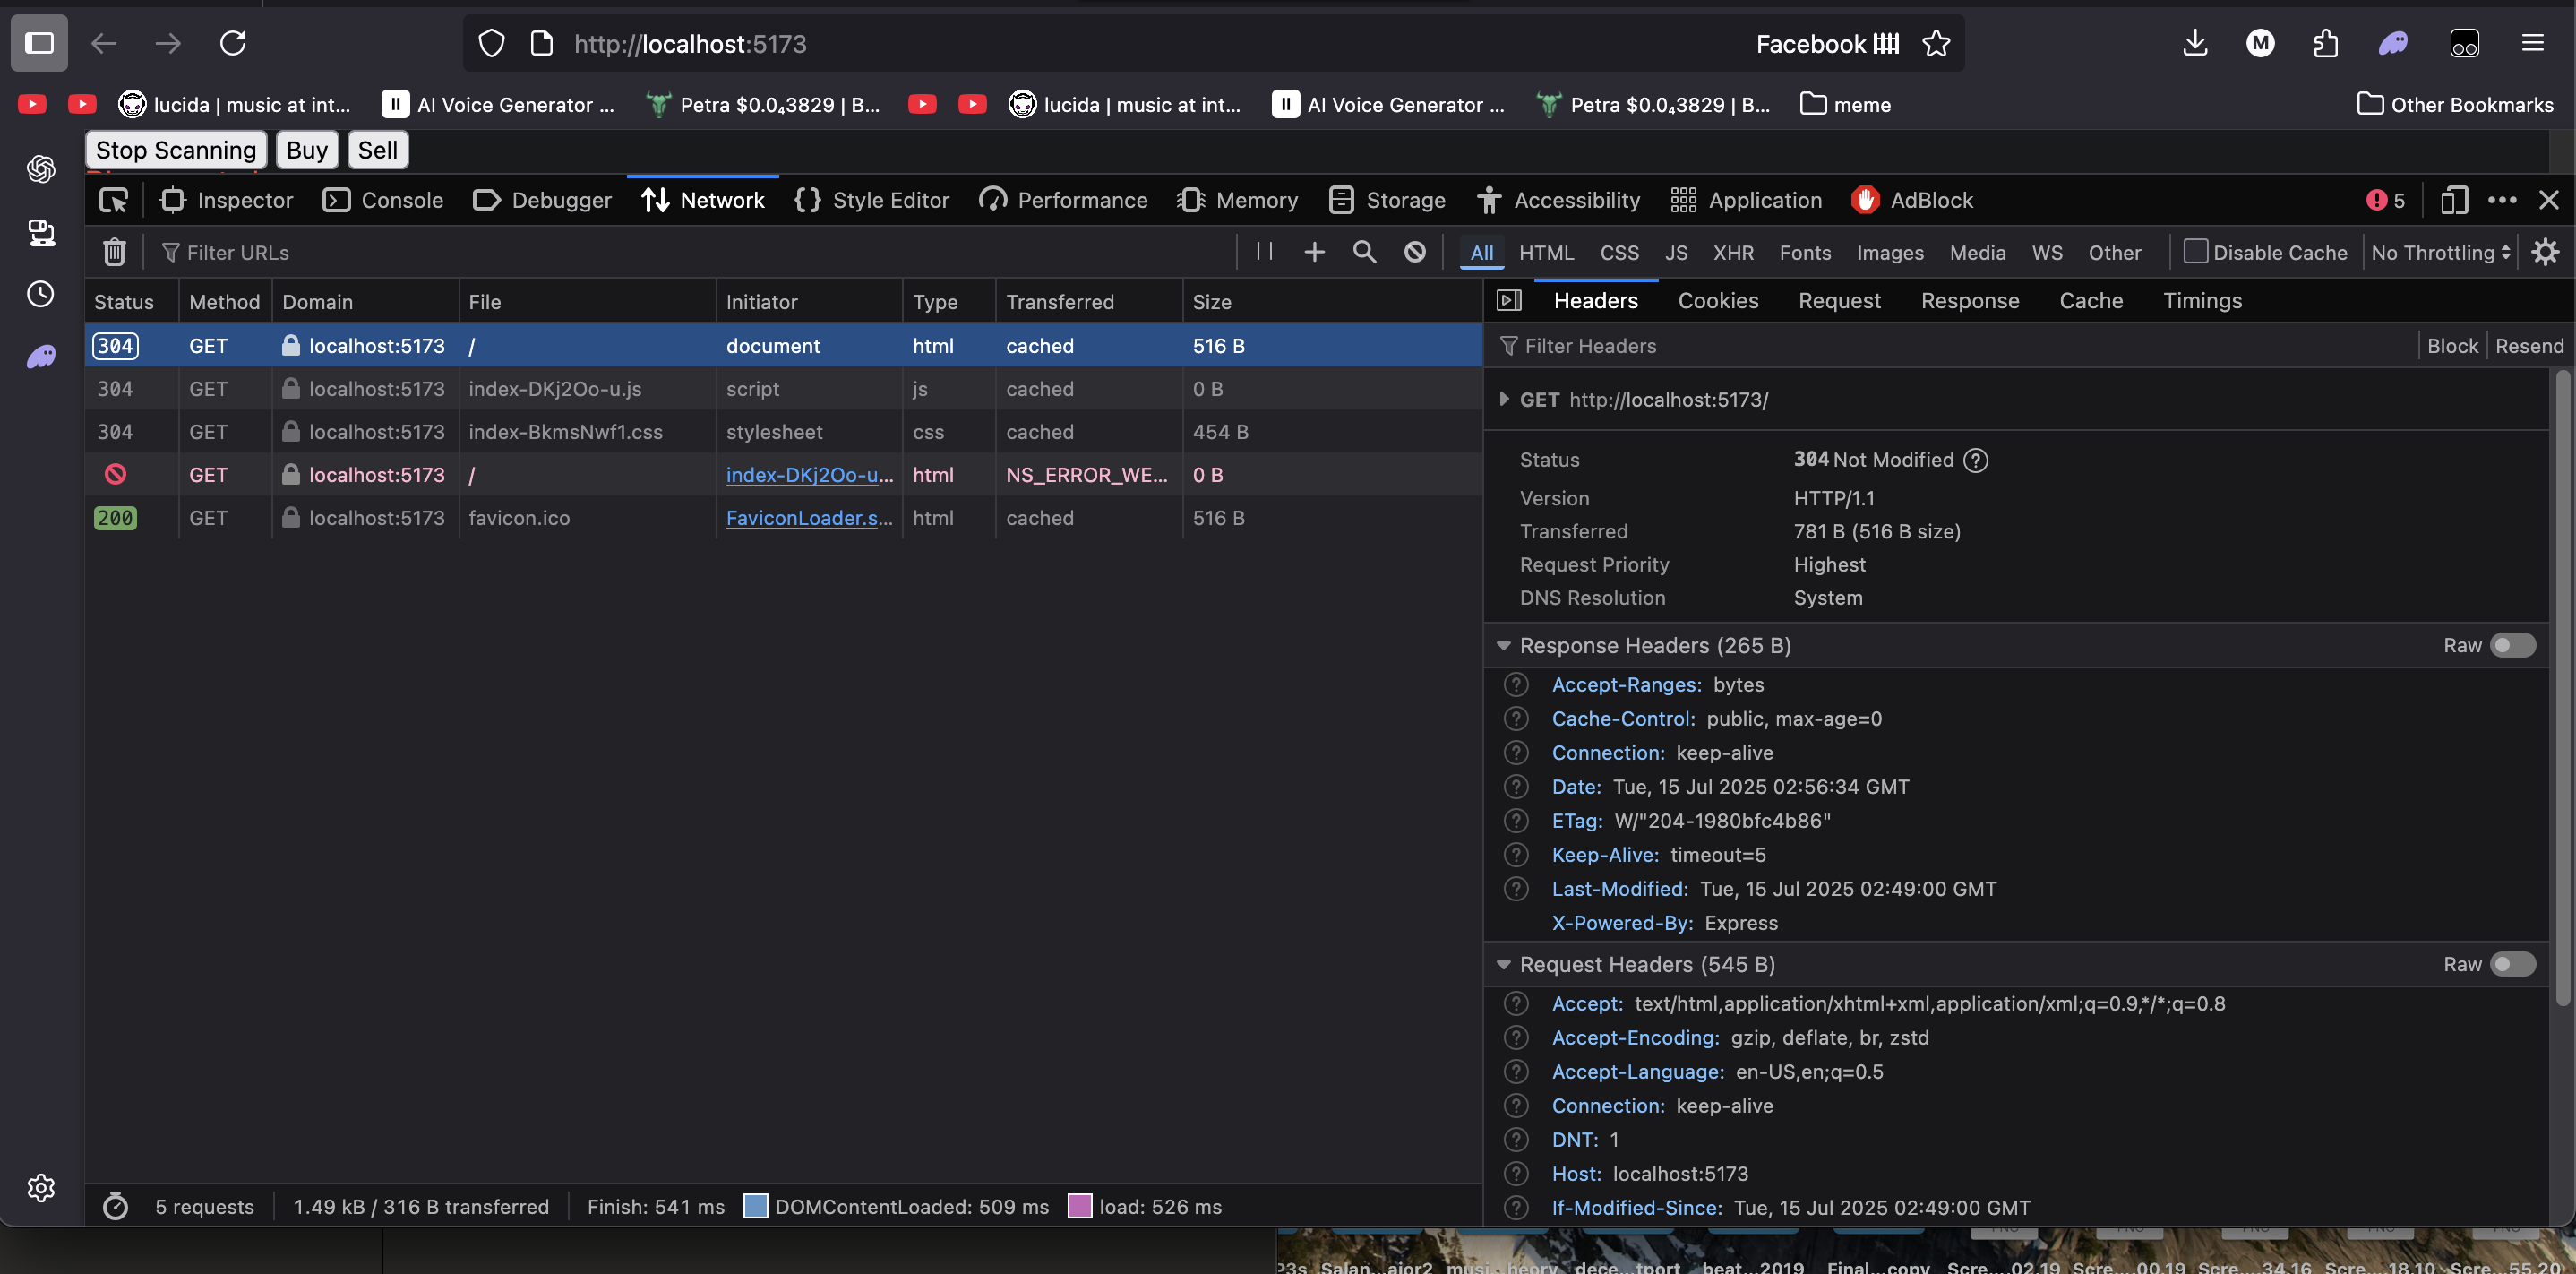 http://localhost:5173 Facebook
lucida | music at int... AI Voice Generator ... Petra $0.0₄3829 | B... lucida | music at int... AI Voice Generator ... Petra $0.0₄3829 | B... meme Other Bookmarks
Stop Scanning Buy Sell
Inspector Console Debugger Network Style Editor Performance Memory Storage Accessibility Application AdBlock 5
Filter URLs All HTML CSS JS XHR Fonts Images Media WS Other Disable Cache No Throttling
Status Method Domain File Initiator Type Transferred Size
304 GET localhost:5173 / document html cached 516 B
304 GET localhost:5173 index-DKj2Oo-u.js script js cached 0 B
304 GET localhost:5173 index-BkmsNwf1.css stylesheet css cached 454 B
GET localhost:5173 / index-DKj2Oo-u... html NS_ERROR_WE... 0 B
200 GET localhost:5173 favicon.ico FaviconLoader.s... html cached 516 B
5 requests 1.49 kB / 316 B transferred Finish: 541 ms DOMContentLoaded: 509 ms load: 526 ms
Headers Cookies Request Response Cache Timings
Filter Headers Block Resend
GET http://localhost:5173/
Status 304 Not Modified
Version HTTP/1.1
Transferred 781 B (516 B size)
Request Priority Highest
DNS Resolution System
Response Headers (265 B) Raw
Accept-Ranges: bytes
Cache-Control: public, max-age=0
Connection: keep-alive
Date: Tue, 15 Jul 2025 02:56:34 GMT
ETag: W/"204-1980bfc4b86"
Keep-Alive: timeout=5
Last-Modified: Tue, 15 Jul 2025 02:49:00 GMT
X-Powered-By: Express
Request Headers (545 B) Raw
Accept: text/html,application/xhtml+xml,application/xml;q=0.9,*/*;q=0.8
Accept-Encoding: gzip, deflate, br, zstd
Accept-Language: en-US,en;q=0.5
Connection: keep-alive
DNT: 1
Host: localhost:5173
If-Modified-Since: Tue, 15 Jul 2025 02:49:00 GMT